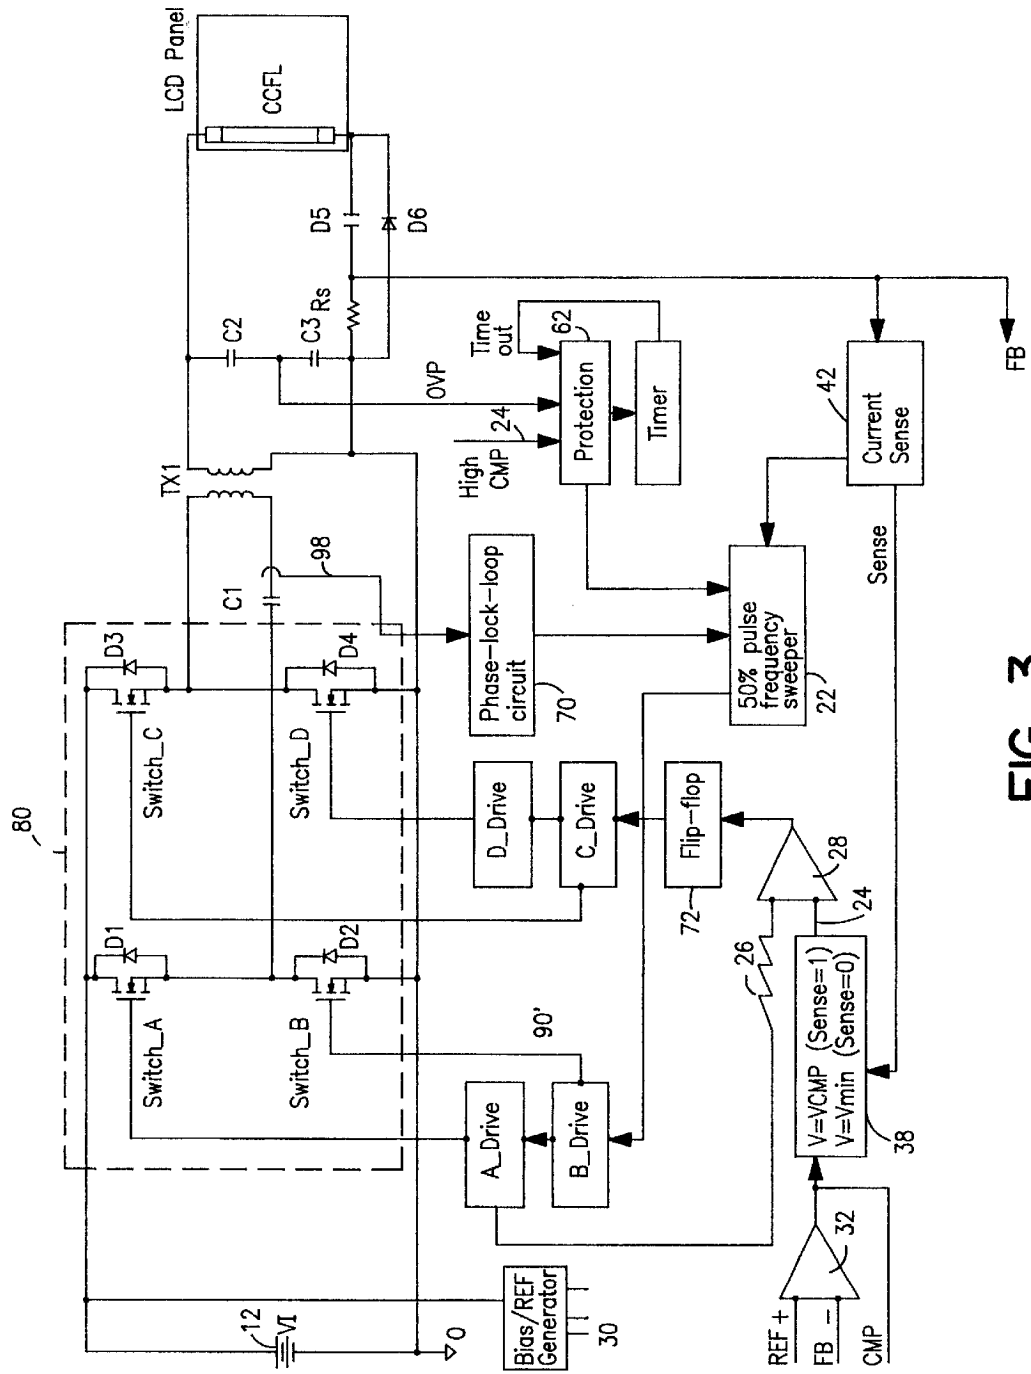 80
LCD Panel
CCFL
12
VI
0
Switch_A
D1
Switch_B
D2
Switch_C
D3
Switch_D
D4
C1
TX1
98
C2
C3
Rs
D5
D6
OVP
90'
Bias/REF
Generator
30
A_Drive
B_Drive
D_Drive
C_Drive
Flip-flop
72
Phase-lock-loop
circuit
70
High
CMP
24
Time
out
Protection
62
Timer
50% pulse
frequency
sweeper
22
Current
Sense
42
Sense
FB
REF +
FB -
CMP
32
V=VCMP (Sense=1)
V=Vmin (Sense=0)
38
26
24
28
FIG. 3